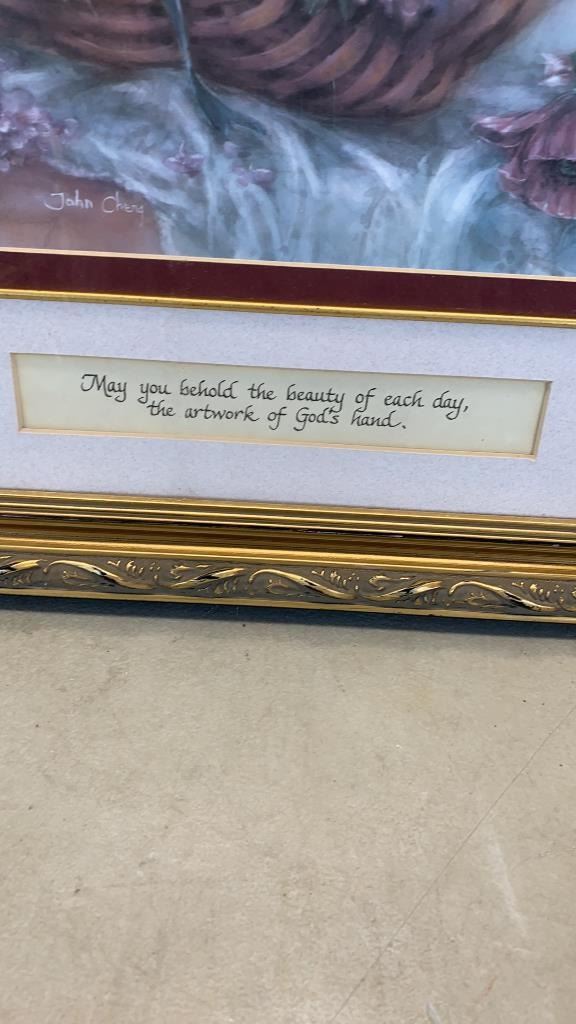 John Cheng
May you behold the beauty of each day,
the artwork of God's hand.